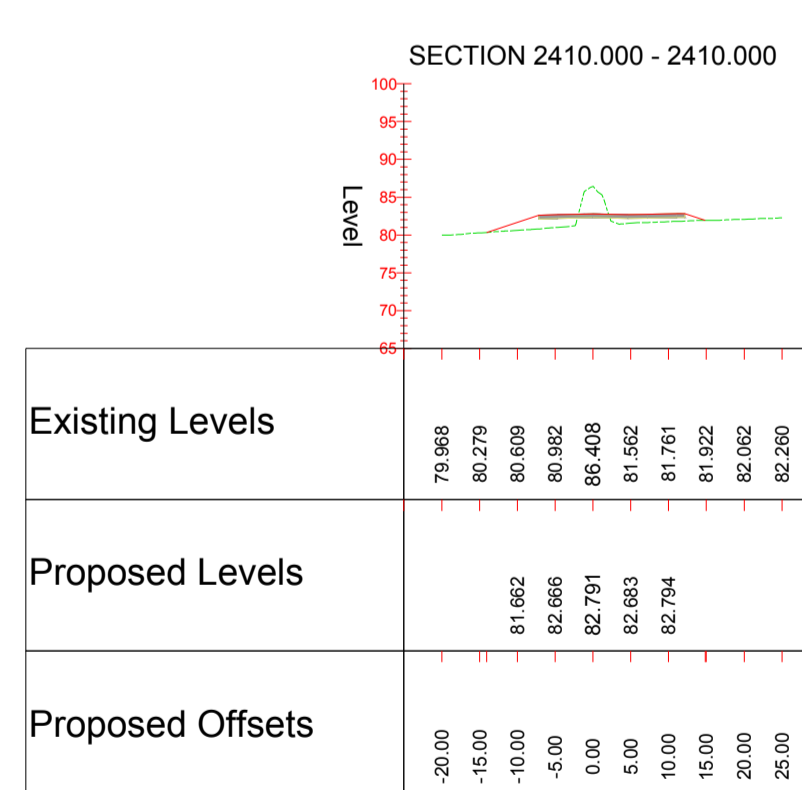 SECTION 2410.000 - 2410.000
100
95
90
85
80
75
70
65
Level
Existing Levels
79.968 80.279 80.609 80.982 86.408 81.562 81.761 81.922 82.062 82.260
Proposed Levels
81.662 82.666 82.791 82.683 82.794
Proposed Offsets
-20.00 -15.00 -10.00 -5.00 0.00 5.00 10.00 15.00 20.00 25.00